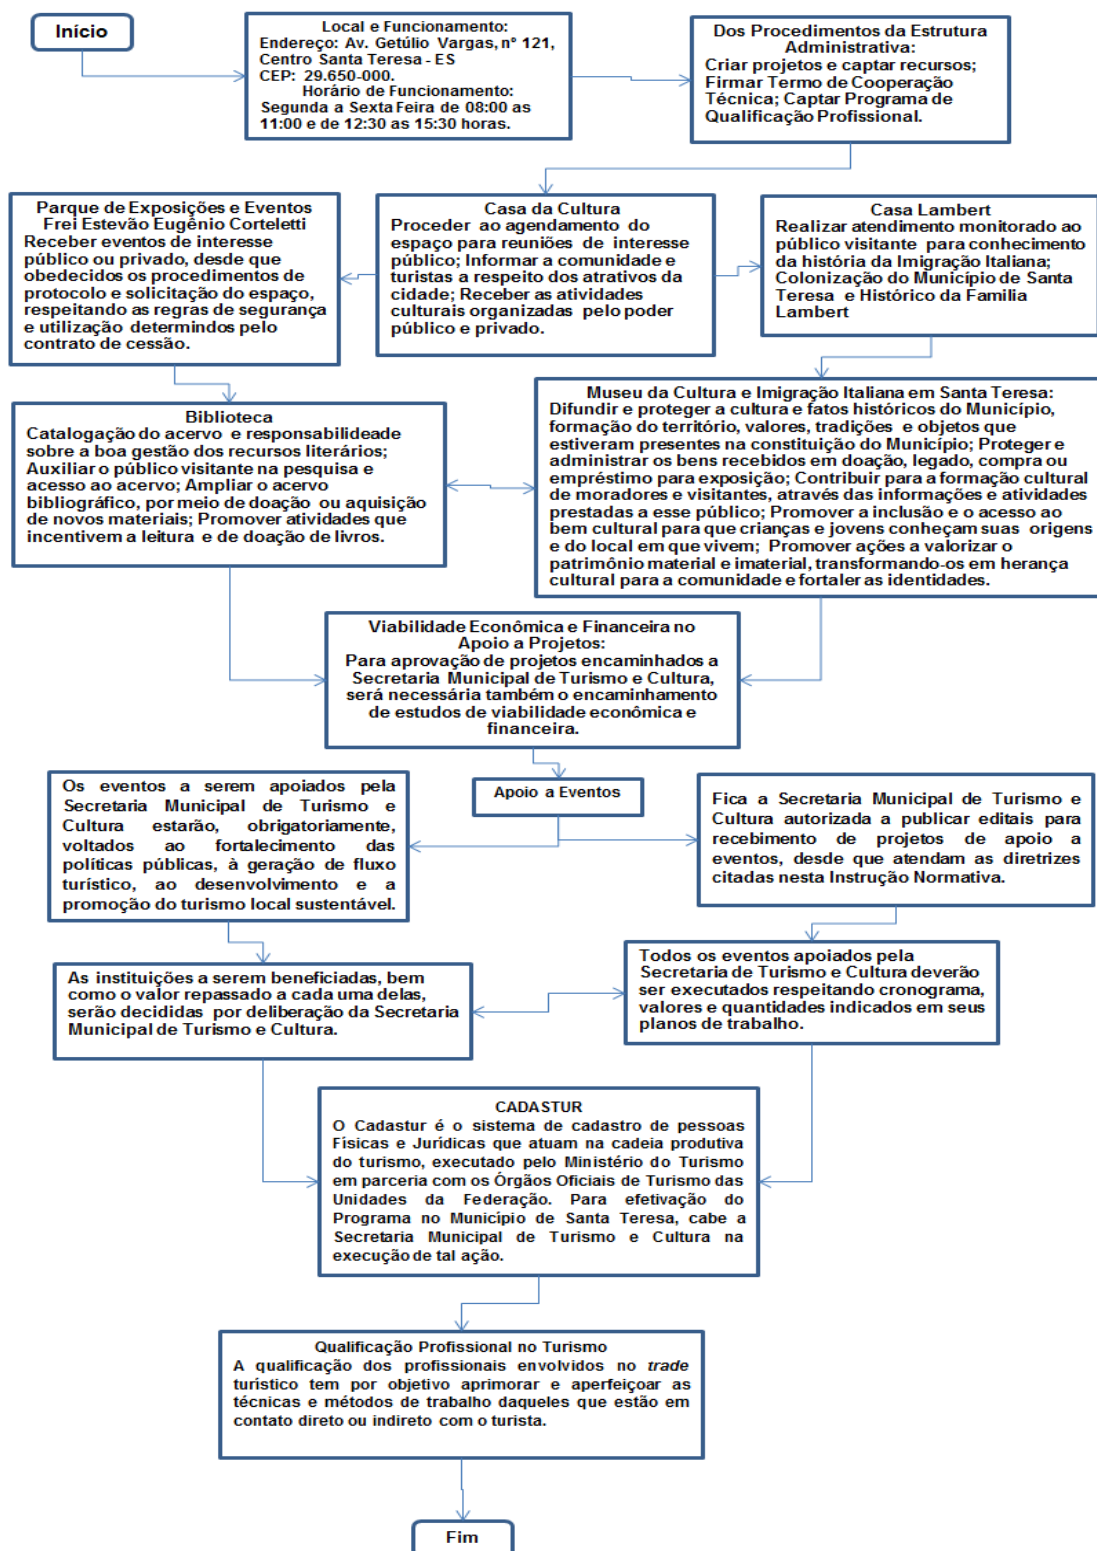 Início
Local e Funcionamento:
Endereço: Av. Getúlio Vargas, nº 121,
Centro Santa Teresa - ES
CEP: 29.650-000.
Horário de Funcionamento:
Segunda a Sexta Feira de 08:00 as
11:00 e de 12:30 as 15:30 horas.
Dos Procedimentos da Estrutura
Administrativa:
Criar projetos e captar recursos;
Firmar Termo de Cooperação
Técnica; Captar Programa de
Qualificação Profissional.
Parque de Exposições e Eventos
Frei Estevão Eugênio Corteletti
Receber eventos de interesse
público ou privado, desde que
obedecidos os procedimentos de
protocolo e solicitação do espaço,
respeitando as regras de segurança
e utilização determindos pelo
contrato de cessão.
Casa da Cultura
Proceder ao agendamento do
espaço para reuniões de interesse
público; Informar a comunidade e
turistas a respeito dos atrativos da
cidade; Receber as atividades
culturais organizadas pelo poder
público e privado.
Casa Lambert
Realizar atendimento monitorado ao
público visitante para conhecimento
da história da Imigração Italiana;
Colonização do Município de Santa
Teresa e Histórico da Familia
Lambert
Biblioteca
Catalogação do acervo e responsabilideade
sobre a boa gestão dos recursos literários;
Auxiliar o público visitante na pesquisa e
acesso ao acervo; Ampliar o acervo
bibliográfico, por meio de doação ou aquisição
de novos materiais; Promover atividades que
incentivem a leitura e de doação de livros.
Museu da Cultura e Imigração Italiana em Santa Teresa:
Difundir e proteger a cultura e fatos históricos do Município,
formação do território, valores, tradições e objetos que
estiveram presentes na constituição do Município; Proteger e
administrar os bens recebidos em doação, legado, compra ou
empréstimo para exposição; Contribuir para a formação cultural
de moradores e visitantes, através das informações e atividades
prestadas a esse público; Promover a inclusão e o acesso ao
bem cultural para que crianças e jovens conheçam suas origens
e do local em que vivem; Promover ações a valorizar o
patrimônio material e imaterial, transformando-os em herança
cultural para a comunidade e fortaler as identidades.
Viabilidade Econômica e Financeira no
Apoio a Projetos:
Para aprovação de projetos encaminhados a
Secretaria Municipal de Turismo e Cultura,
será necessária também o encaminhamento
de estudos de viabilidade econômica e
financeira.
Apoio a Eventos
Os eventos a serem apoiados pela
Secretaria Municipal de Turismo e
Cultura estarão, obrigatoriamente,
voltados ao fortalecimento das
políticas públicas, à geração de fluxo
turístico, ao desenvolvimento e a
promoção do turismo local sustentável.
Fica a Secretaria Municipal de Turismo e
Cultura autorizada a publicar editais para
recebimento de projetos de apoio a
eventos, desde que atendam as diretrizes
citadas nesta Instrução Normativa.
As instituições a serem beneficiadas, bem
como o valor repassado a cada uma delas,
serão decididas por deliberação da Secretaria
Municipal de Turismo e Cultura.
Todos os eventos apoiados pela
Secretaria de Turismo e Cultura deverão
ser executados respeitando cronograma,
valores e quantidades indicados em seus
planos de trabalho.
CADASTUR
O Cadastur é o sistema de cadastro de pessoas
Físicas e Jurídicas que atuam na cadeia produtiva
do turismo, executado pelo Ministério do Turismo
em parceria com os Órgãos Oficiais de Turismo das
Unidades da Federação. Para efetivação do
Programa no Município de Santa Teresa, cabe a
Secretaria Municipal de Turismo e Cultura na
execução de tal ação.
Qualificação Profissional no Turismo
A qualificação dos profissionais envolvidos no trade
turístico tem por objetivo aprimorar e aperfeiçoar as
técnicas e métodos de trabalho daqueles que estão em
contato direto ou indireto com o turista.
Fim